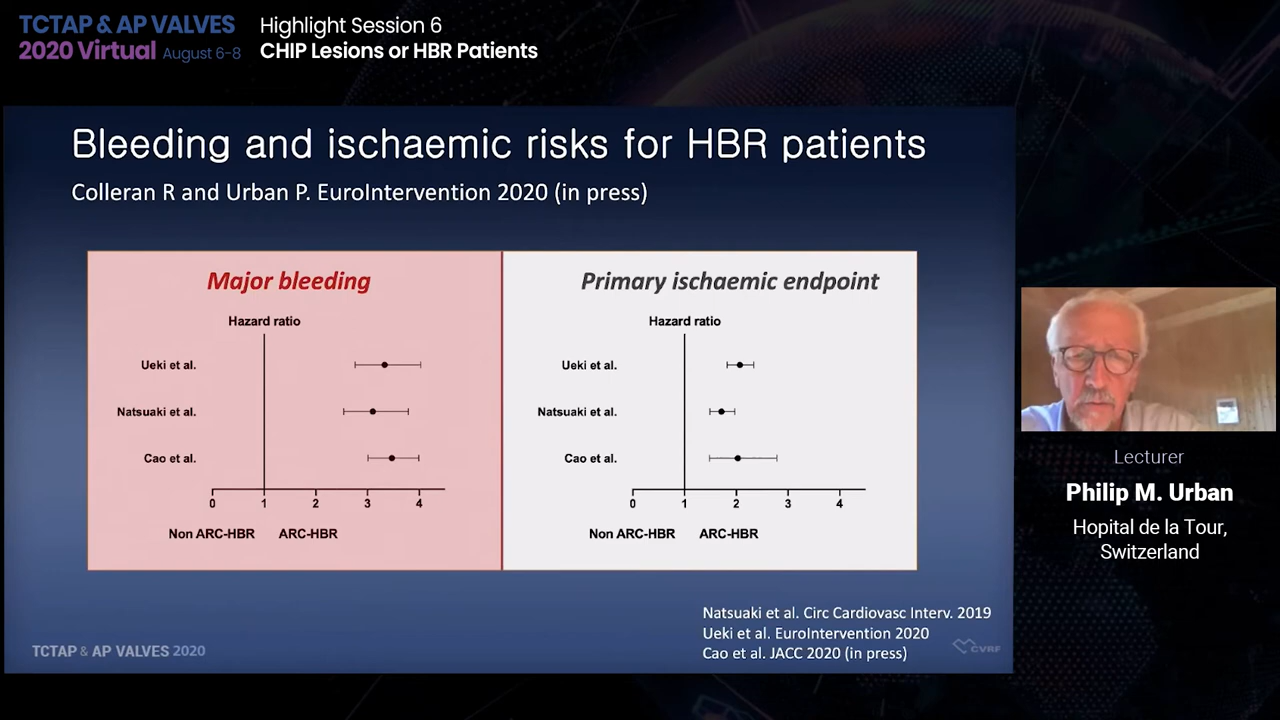 TCTAP & AP VALVES
2020 Virtual August 6-8
Highlight Session 6
CHIP Lesions or HBR Patients
Bleeding and ischaemic risks for HBR patients
Colleran R and Urban P. EuroIntervention 2020 (in press)
Major bleeding
Hazard ratio
Ueki et al.
Natsuaki et al.
Cao et al.
0 1 2 3 4
Non ARC-HBR ARC-HBR
Primary ischaemic endpoint
Hazard ratio
Ueki et al.
Natsuaki et al.
Cao et al.
0 1 2 3 4
Non ARC-HBR ARC-HBR
Natsuaki et al. Circ Cardiovasc Interv. 2019
Ueki et al. EuroIntervention 2020
Cao et al. JACC 2020 (in press)
TCTAP & AP VALVES 2020
CVRF
Lecturer
Philip M. Urban
Hopital de la Tour,
Switzerland